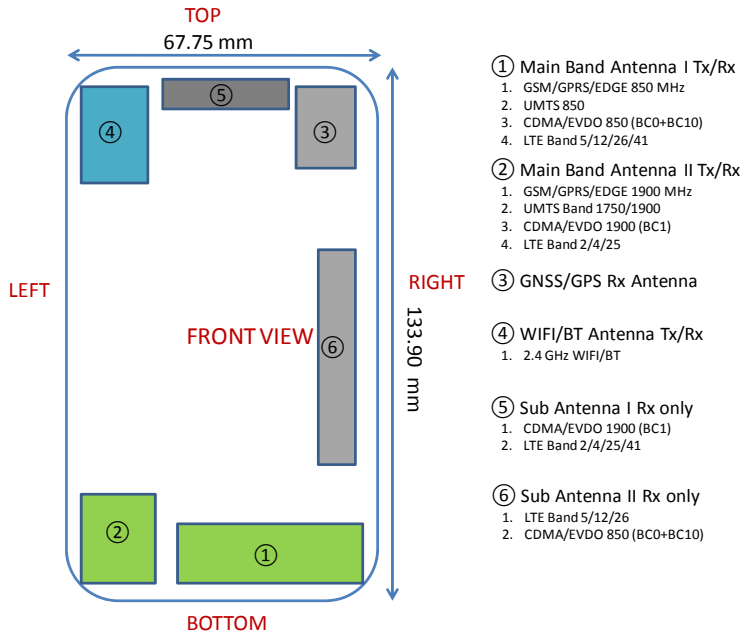 TOP
67.75 mm
⑤
④
③
LEFT
RIGHT
FRONT VIEW
⑥
133.90 mm
②
①
BOTTOM
① Main Band Antenna I Tx/Rx
1. GSM/GPRS/EDGE 850 MHz
2. UMTS 850
3. CDMA/EVDO 850 (BC0+BC10)
4. LTE Band 5/12/26/41
② Main Band Antenna II Tx/Rx
1. GSM/GPRS/EDGE 1900 MHz
2. UMTS Band 1750/1900
3. CDMA/EVDO 1900 (BC1)
4. LTE Band 2/4/25
③ GNSS/GPS Rx Antenna
④ WIFI/BT Antenna Tx/Rx
1. 2.4 GHz WIFI/BT
⑤ Sub Antenna I Rx only
1. CDMA/EVDO 1900 (BC1)
2. LTE Band 2/4/25/41
⑥ Sub Antenna II Rx only
1. LTE Band 5/12/26
2. CDMA/EVDO 850 (BC0+BC10)